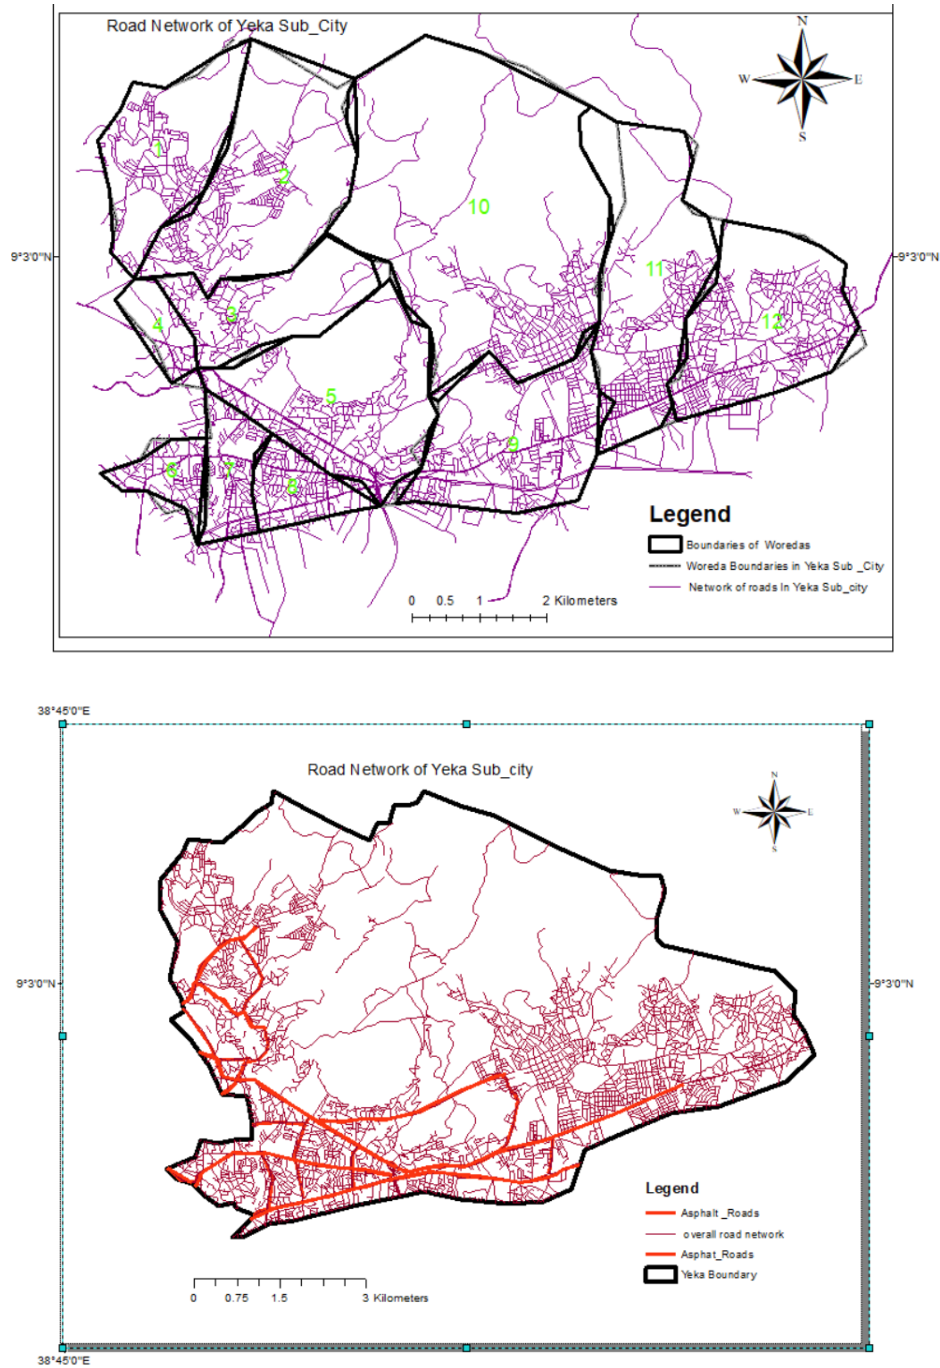 Road Network of Yeka Sub_City
N
W
E
S
1
2
10
9°3'0"N
9°3'0"N
11
3
4
12
5
9
6
7
8
Legend
Boundaries of Woredas
Woreda Boundaries in Yeka Sub _City
Network of roads In Yeka Sub_city
0 0.5 1 2 Kilometers
38°45'0"E
Road Network of Yeka Sub_city
N
W
E
S
9°3'0"N
9°3'0"N
Legend
Asphalt _Roads
overall road network
Asphat_Roads
Yeka Boundary
0 0.75 1.5 3 Kilometers
38°45'0"E